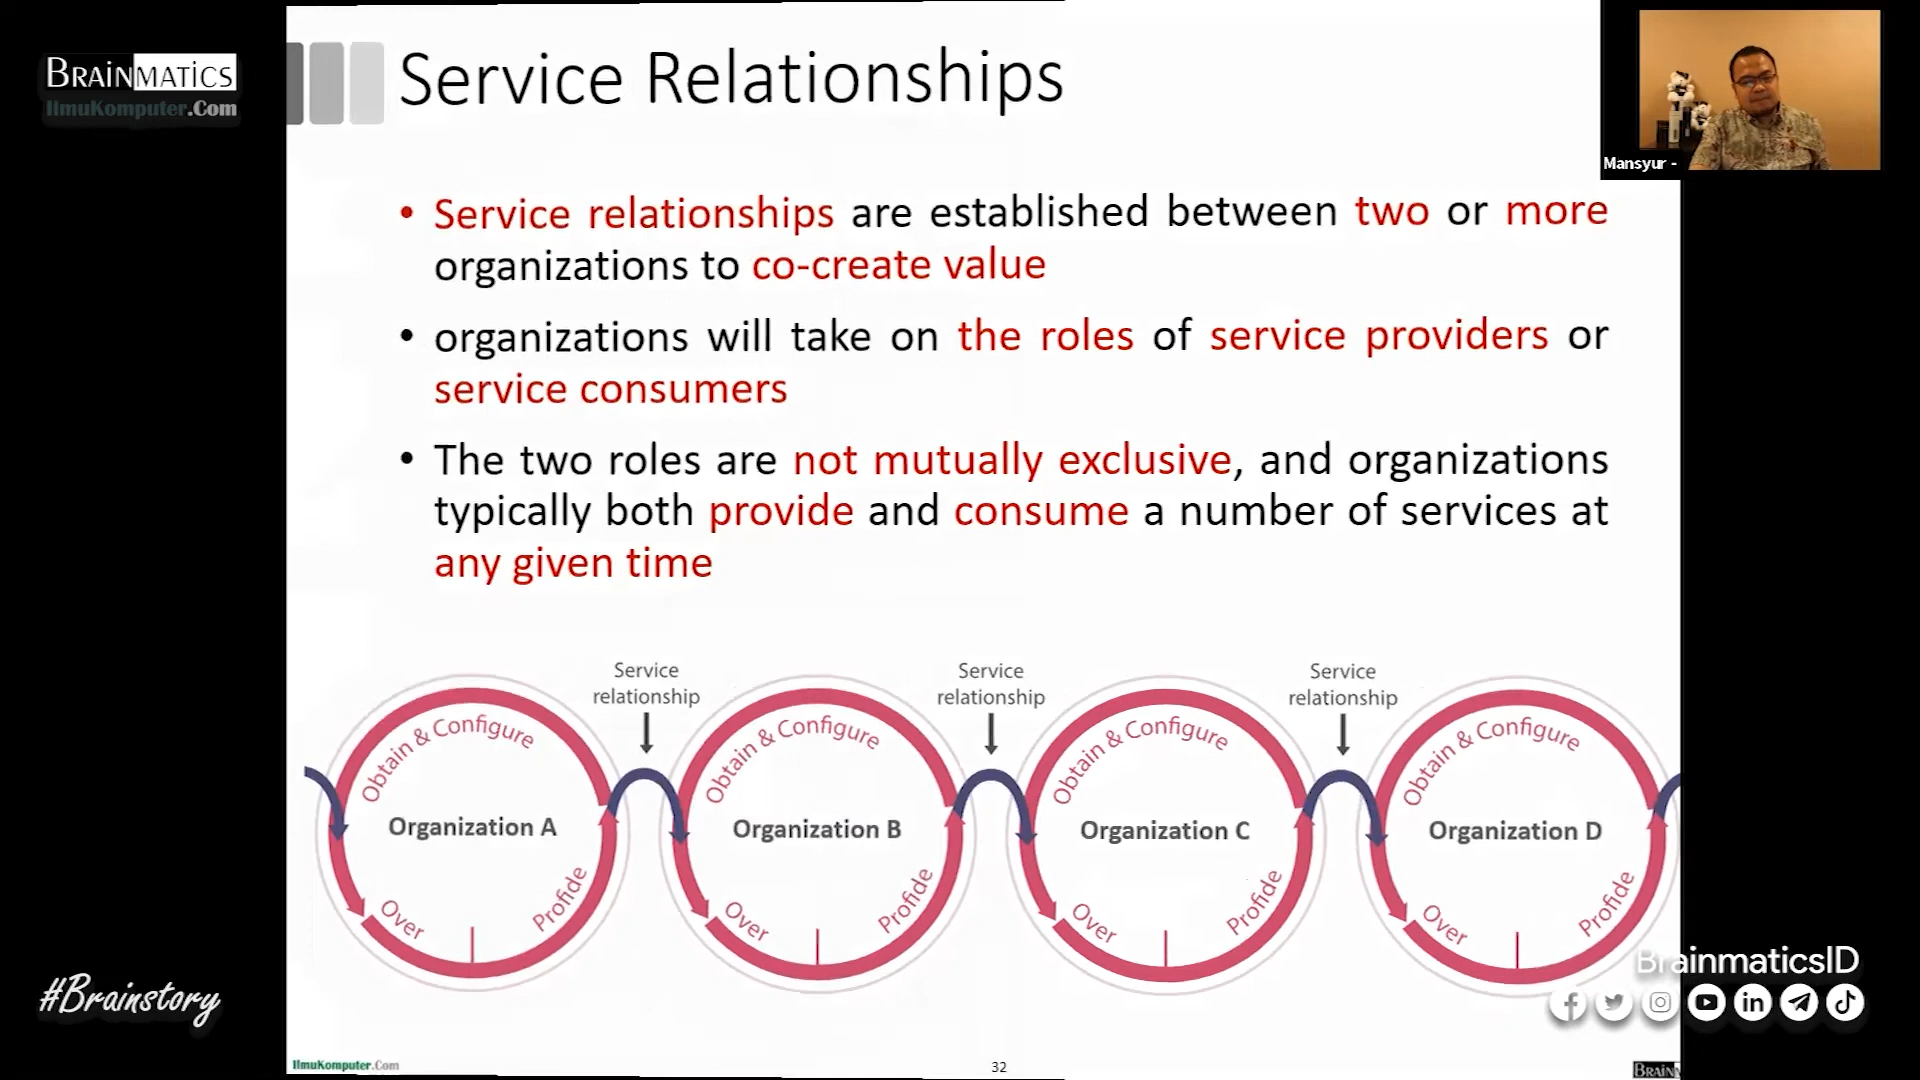 BRAINMATICS
IlmuKomputer.Com
Service Relationships
Mansyur -
• Service relationships are established between two or more
organizations to co-create value
• organizations will take on the roles of service providers or
service consumers
• The two roles are not mutually exclusive, and organizations
typically both provide and consume a number of services at
any given time
Service
relationship
Service
relationship
Service
relationship
Obtain & Configure
Organization A
Over
Profide
Obtain & Configure
Organization B
Over
Profide
Obtain & Configure
Organization C
Over
Profide
Obtain & Configure
Organization D
Over
Profide
#Brainstory
BrainmaticsID
IlmuKomputer.Com
32